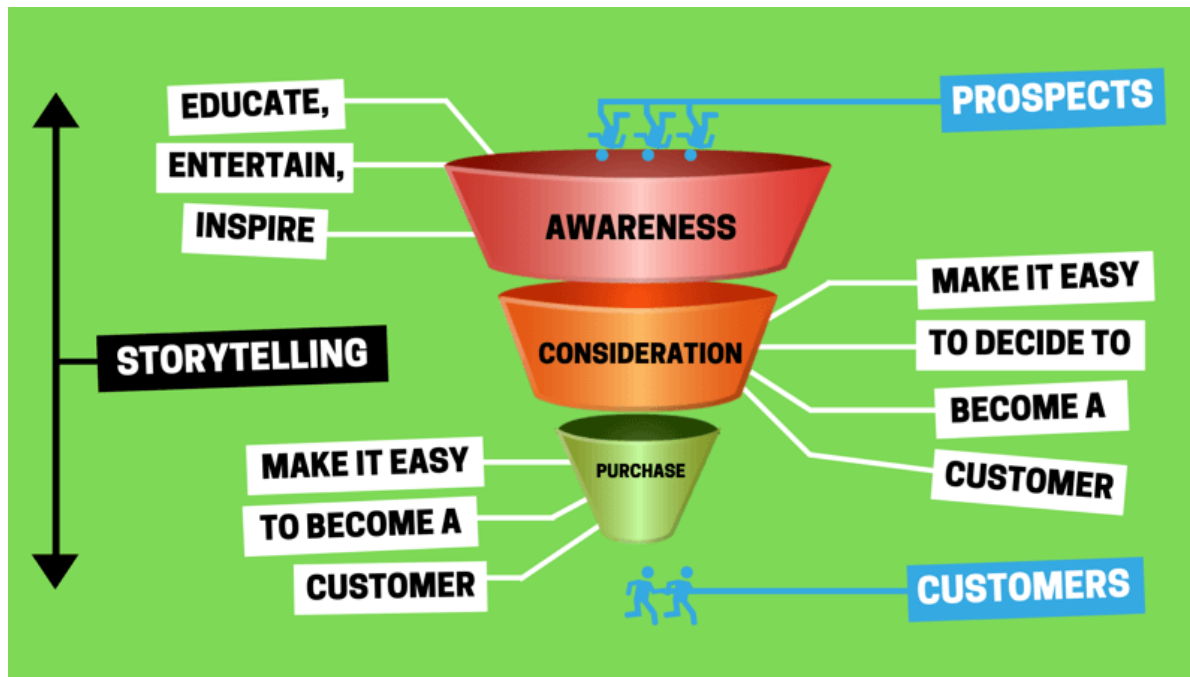 EDUCATE,
ENTERTAIN,
INSPIRE
PROSPECTS
AWARENESS
MAKE IT EASY
TO DECIDE TO
BECOME A
CUSTOMER
CONSIDERATION
STORYTELLING
MAKE IT EASY
TO BECOME A
CUSTOMER
PURCHASE
CUSTOMERS